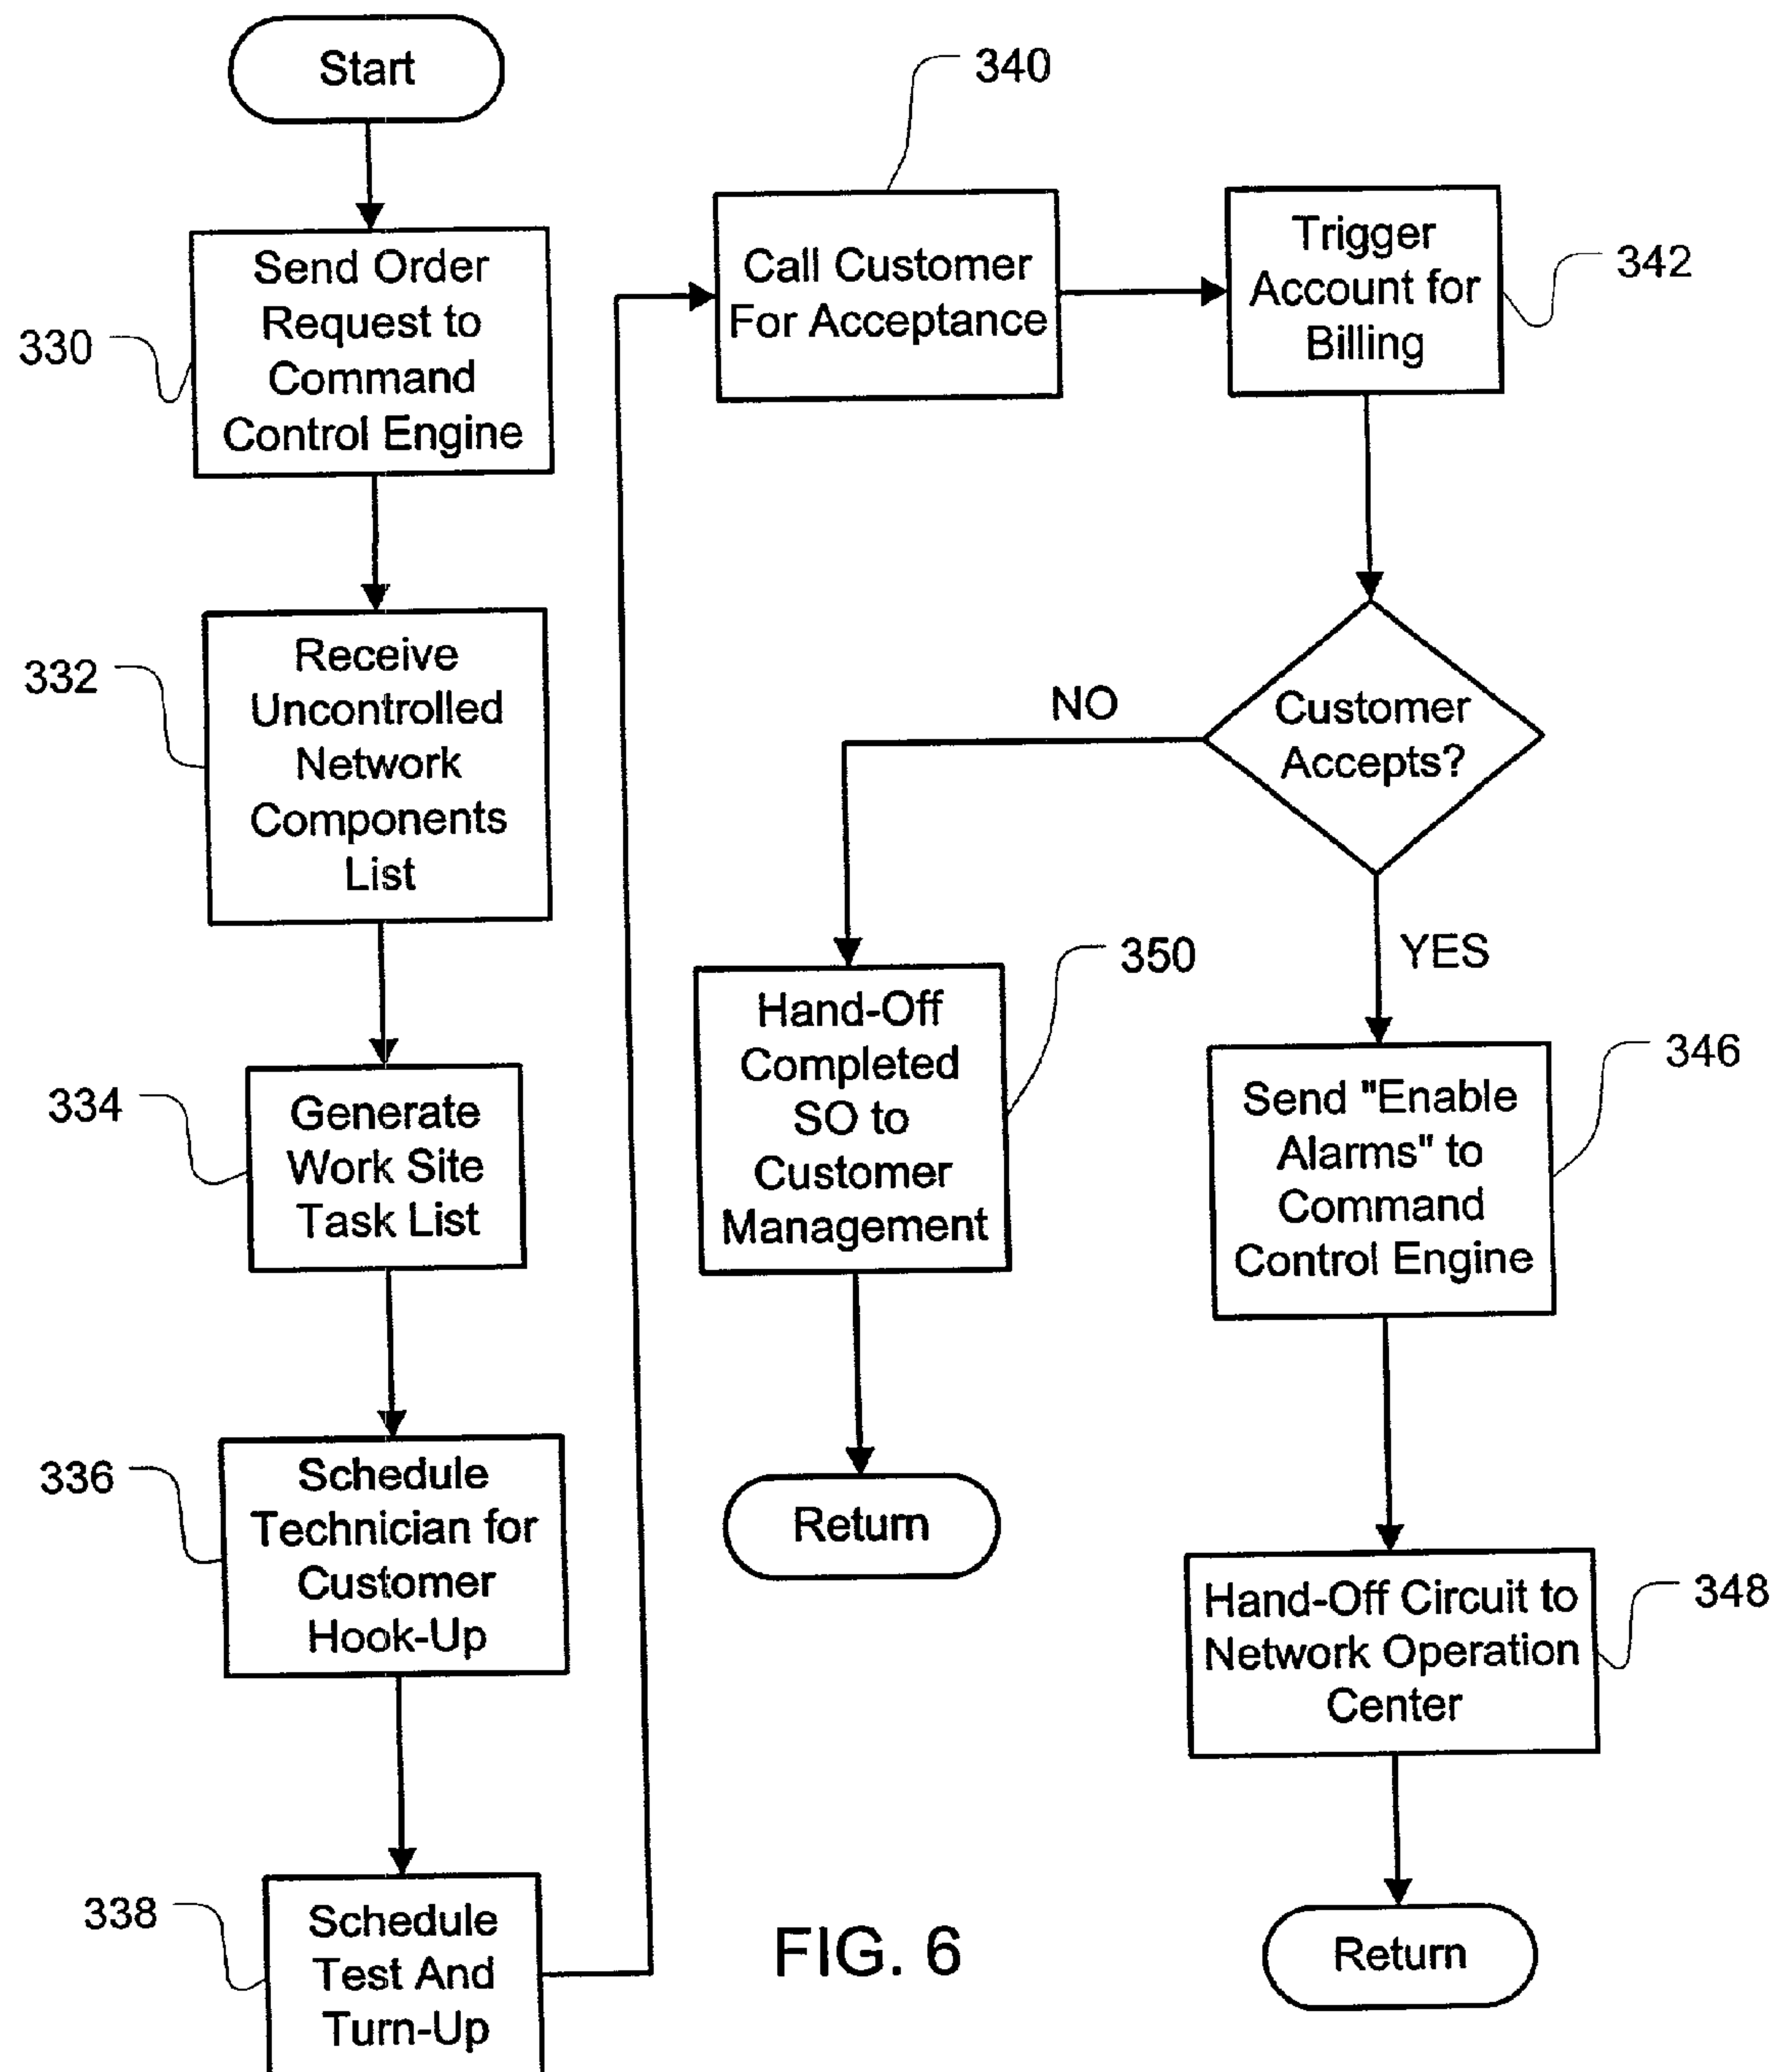 Start
330
Send Order
Request to
Command
Control Engine
332
Receive
Uncontrolled
Network
Components
List
334
Generate
Work Site
Task List
336
Schedule
Technician for
Customer
Hook-Up
338
Schedule
Test And
Turn-Up
340
Call Customer
For Acceptance
342
Trigger
Account for
Billing
Customer
Accepts?
NO
YES
350
Hand-Off
Completed
SO to
Customer
Management
Return
346
Send "Enable
Alarms" to
Command
Control Engine
348
Hand-Off Circuit to
Network Operation
Center
Return
FIG. 6